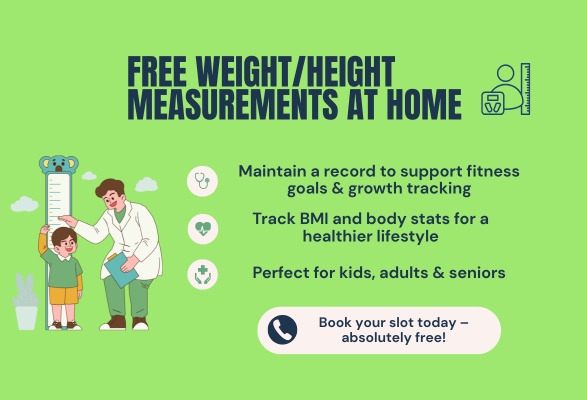 FREE WEIGHT/HEIGHT
MEASUREMENTS AT HOME
Maintain a record to support fitness
goals & growth tracking
Track BMI and body stats for a
healthier lifestyle
Perfect for kids, adults & seniors
Book your slot today –
absolutely free!